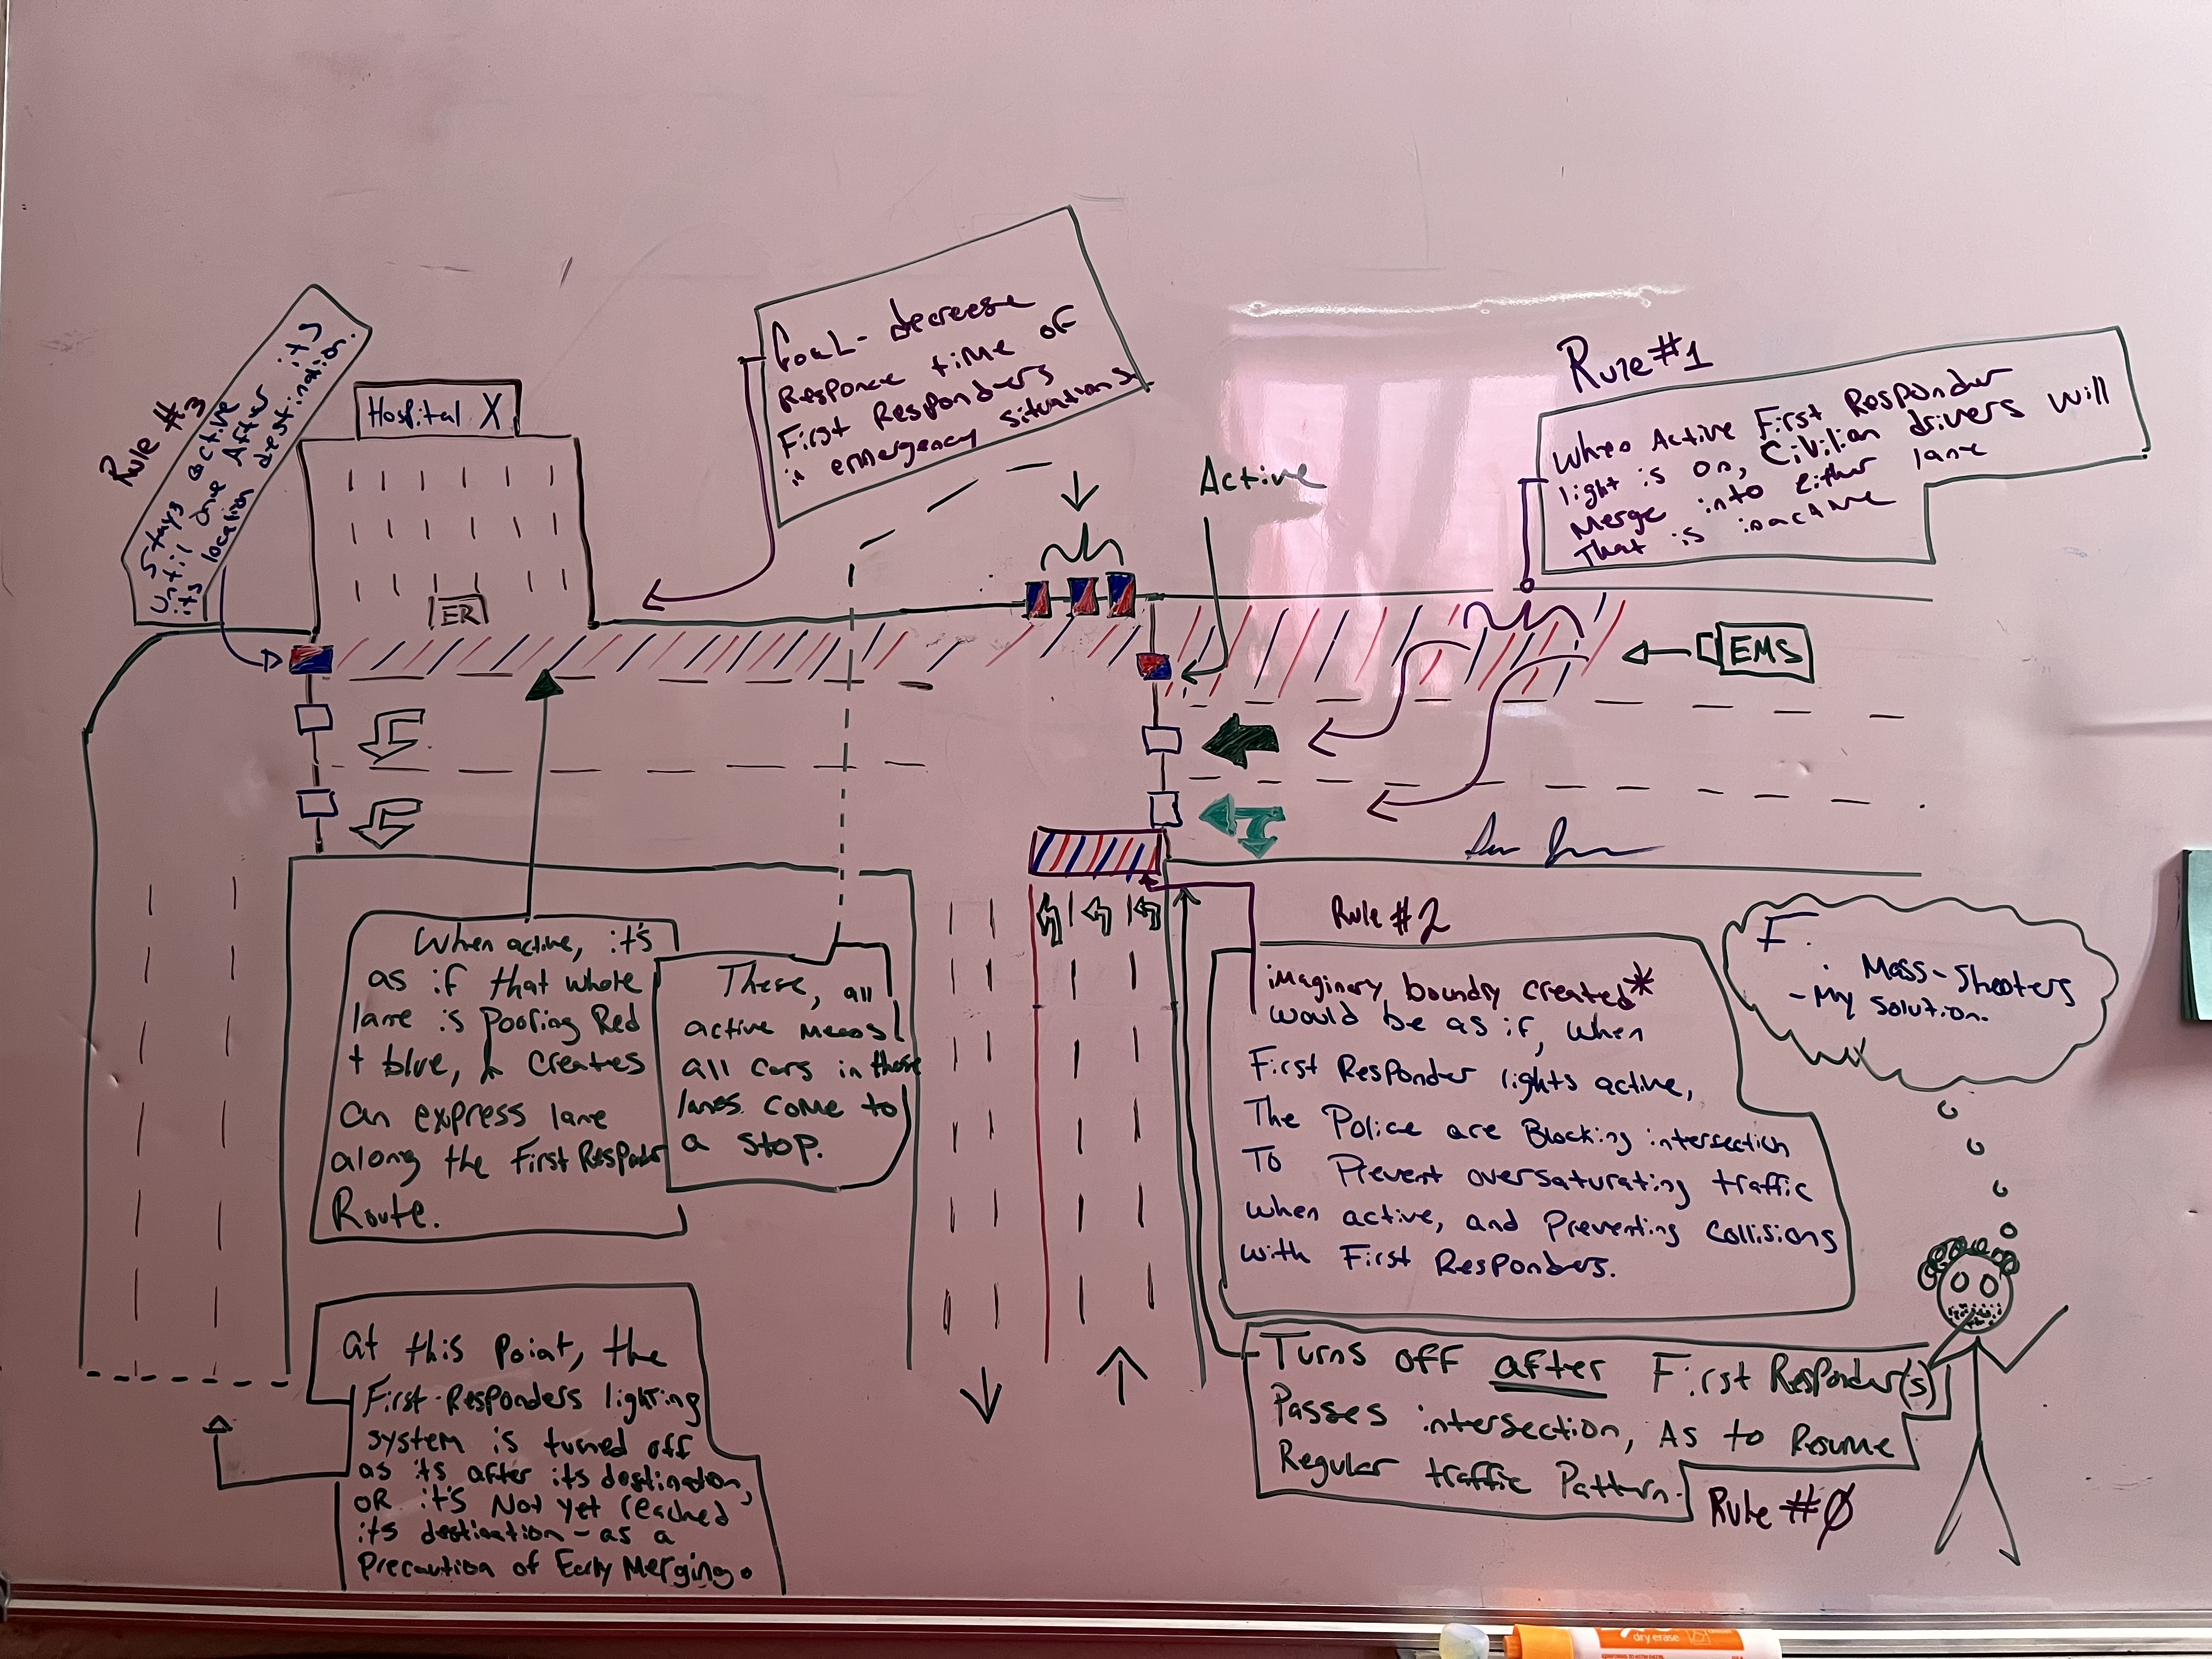 Rule #3
Stays active
until one After its
its location destination.
Hospital X
ER
Goal - decrease
Responce time of
First Responders
in emergency situations
Active
Rule #1
When Active First Responder
light is on, Civilian drivers will
Merge into either lane
That is inactive
EMS
When active, it's
as if that whole
lane is Pooling Red
+ blue, & creates
an express lane
along the First Responder
Route.
These, all
active means
all cars in those
lanes come to
a stop.
Rule #2
imaginary boundry created*
would be as if, when
First Responder lights active,
The Police are Blocking intersection
To Prevent oversaturating traffic
when active, and Preventing Collisions
with First Responders.
F.
: Mass-Shooters
- My Solution.
at this Point, the
First-Responders lighting
system is turned off
as its after its destination,
OR it's Not yet reached
its destination - as a
Precaution of Early Merging.
Turns off after First Responder(s)
Passes intersection, As to Resume
Regular traffic Pattern.
Rule #0
dry erase